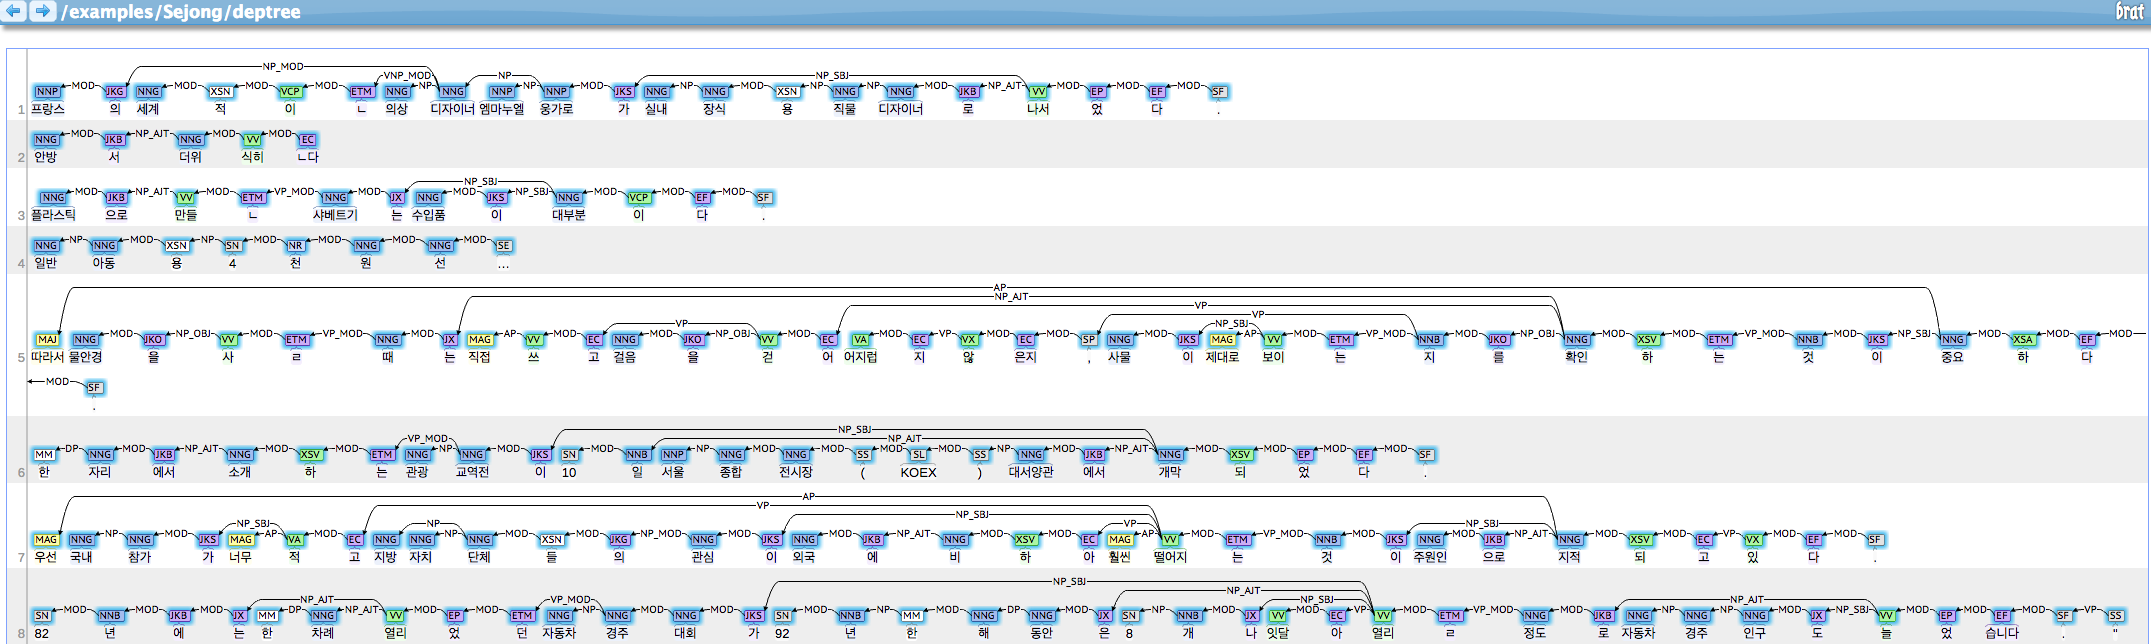 /examples/Sejong/deptree
brat
NP_MOD VNP_MOD NP NP_SBJ
NNP MOD JKG NNG MOD XSN MOD VCP MOD ETM NNG NP NNG NNP NP NNP MOD JKS NNG NP NNG MOD XSN NP NNG NP NNG MOD JKB NP_AJT VV MOD EP MOD EF MOD SF
1 프랑스 의 세계 적 이 ㄴ 의상 디자이너 엠마누엘 웅가로 가 실내 장식 용 직물 디자이너 로 나서 었 다 .
NNG MOD JKB NP_AJT NNG MOD VV MOD EC
2 안방 서 더위 식히 ㄴ다
NP_SBJ
NNG MOD JKB NP_AJT VV MOD ETM VP_MOD NNG MOD JX NNG MOD JKS NP_SBJ NNG MOD VCP MOD EF MOD SF
3 플라스틱 으로 만들 ㄴ 샤베트기 는 수입품 이 대부분 이 다 .
NNG NP NNG MOD XSN NP SN MOD NR MOD NNG MOD NNG MOD SE
4 일반 아동 용 4 천 원 선 ...
AP
NP_AJT
VP
VP
VP NP_SBJ
MAJ NNG MOD JKO NP_OBJ VV MOD ETM VP_MOD NNG MOD JX MAG AP VV MOD EC NNG MOD JKO NP_OBJ VV MOD EC VA MOD EC VP VX MOD EC SP NNG MOD JKS MAG AP VV MOD ETM VP_MOD NNB MOD JKO NP_OBJ NNG MOD XSV MOD ETM VP_MOD NNB MOD JKS NP_SBJ NNG MOD XSA MOD EF MOD
5 따라서 물안경 을 사 ㄹ 때 는 직접 쓰 고 걸음 을 걷 어 어지럽 지 않 은지 , 사물 이 제대로 보이 는 지 를 확인 하 는 것 이 중요 하 다
MOD SF
.
NP_SBJ
VP_MOD NP_AJT
MM DP NNG MOD JKB NP_AJT NNG MOD XSV MOD ETM NNG NP NNG MOD JKS SN MOD NNB NNP NP NNG MOD NNG MOD SS MOD SL MOD SS NP NNG MOD JKB NP_AJT NNG MOD XSV MOD EP MOD EF MOD SF
6 한 자리 에서 소개 하 는 관광 교역전 이 10 일 서울 종합 전시장 ( KOEX ) 대서양관 에서 개막 되 었 다 .
AP
VP
NP_SBJ
NP_SBJ NP VP NP_SBJ
MAG NNG NP NNG MOD JKS MAG AP VA MOD EC NNG NNG NP NNG MOD XSN MOD JKG NP_MOD NNG MOD JKS NNG MOD JKB NP_AJT NNG MOD XSV MOD EC MAG AP VV MOD ETM VP_MOD NNB MOD JKS NNG MOD JKB NP_AJT NNG MOD XSV MOD EC VP VX MOD EF MOD SF
7 우선 국내 참가 가 너무 적 고 지방 자치 단체 들 의 관심 이 외국 에 비 하 아 훨씬 떨어지 는 것 이 주원인 으로 지적 되 고 있 다 .
NP_SBJ
NP_AJT
NP_AJT VP_MOD NP_SBJ NP_AJT
SN MOD NNB MOD JKB MOD JX MM DP NNG NP_AJT VV MOD EP MOD ETM NNG NP NNG MOD NNG MOD JKS SN MOD NNB NP MM MOD NNG DP NNG MOD JX SN NP NNB MOD JX VV MOD EC VP VV MOD ETM VP_MOD NNG MOD JKB NNG NP NNG NP NNG MOD JX NP_SBJ VV MOD EP MOD EF MOD SF VP SS
8 82 년 에 는 한 차례 열리 었 던 자동차 경주 대회 가 92 년 한 해 동안 은 8 개 나 잇달 아 열리 ㄹ 정도 로 자동차 경주 인구 도 늘 었 습니다 . "